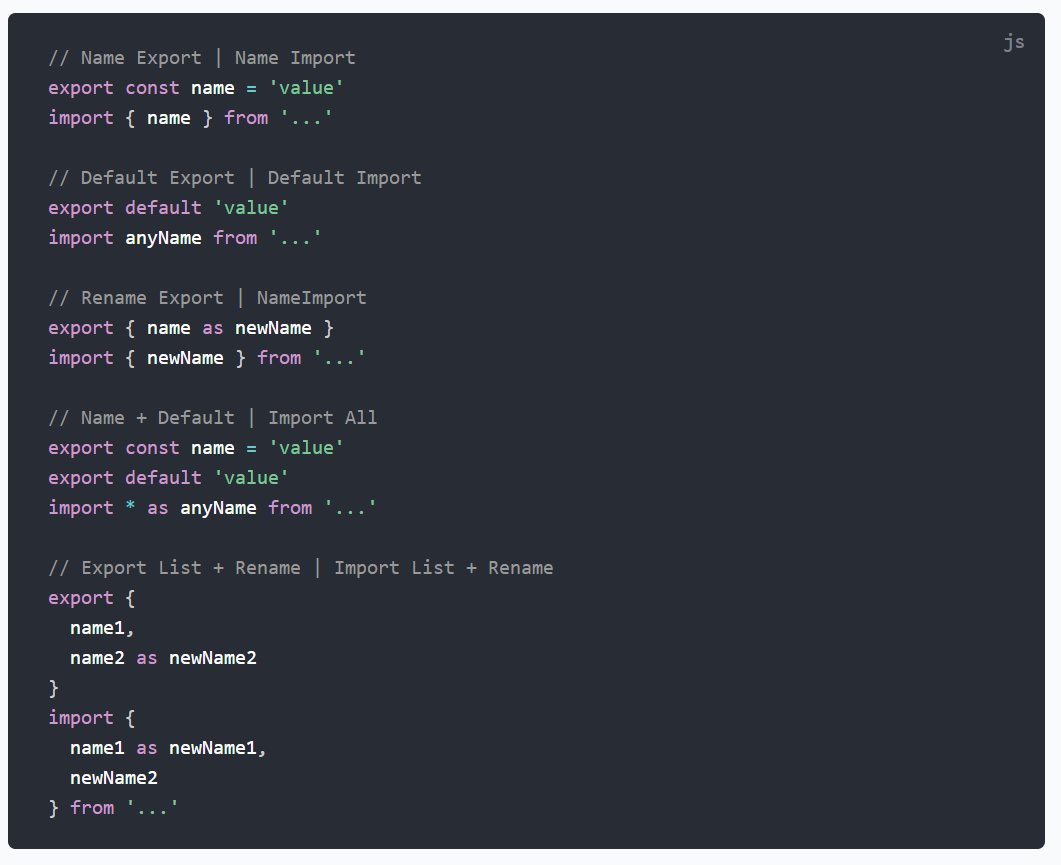 js
// Name Export | Name Import
export const name = 'value'
import { name } from '...'

// Default Export | Default Import
export default 'value'
import anyName from '...'

// Rename Export | NameImport
export { name as newName }
import { newName } from '...'

// Name + Default | Import All
export const name = 'value'
export default 'value'
import * as anyName from '...'

// Export List + Rename | Import List + Rename
export {
  name1,
  name2 as newName2
}
import {
  name1 as newName1,
  newName2
} from '...'